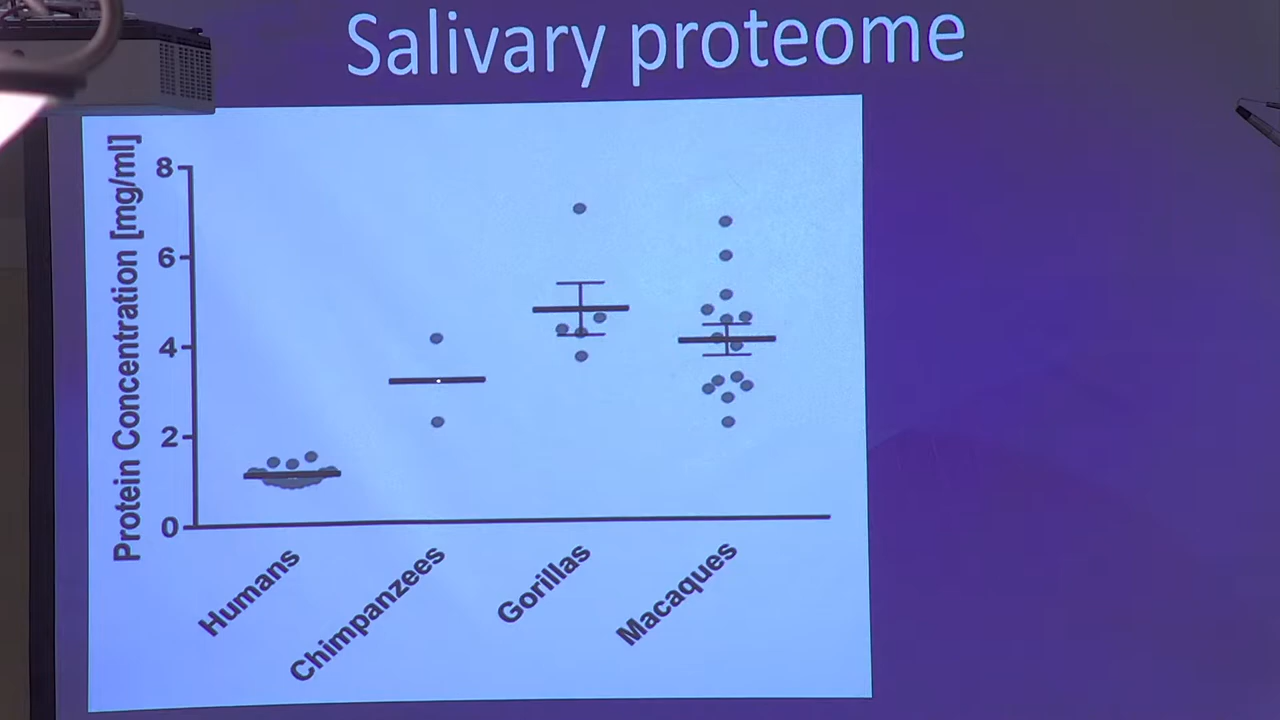 Salivary proteome
Protein Concentration [mg/ml]
8
6
4
2
0
Humans
Chimpanzees
Gorillas
Macaques